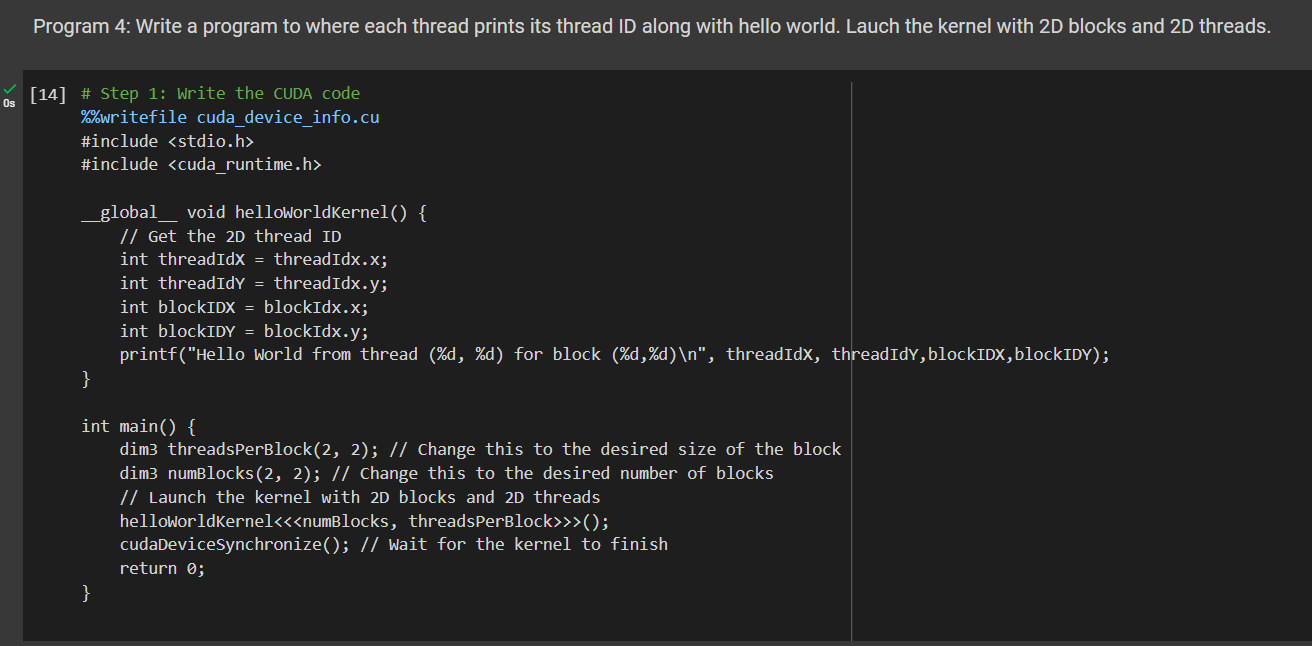 Program 4: Write a program to where each thread prints its thread ID along with hello world. Lauch the kernel with 2D blocks and 2D threads.
0s
[14] # Step 1: Write the CUDA code
%%writefile cuda_device_info.cu
#include <stdio.h>
#include <cuda_runtime.h>

__global__ void helloWorldKernel() {
    // Get the 2D thread ID
    int threadIdX = threadIdx.x;
    int threadIdY = threadIdx.y;
    int blockIDX = blockIdx.x;
    int blockIDY = blockIdx.y;
    printf("Hello World from thread (%d, %d) for block (%d,%d)\n", threadIdX, threadIdY,blockIDX,blockIDY);
}

int main() {
    dim3 threadsPerBlock(2, 2); // Change this to the desired size of the block
    dim3 numBlocks(2, 2); // Change this to the desired number of blocks
    // Launch the kernel with 2D blocks and 2D threads
    helloWorldKernel<<<numBlocks, threadsPerBlock>>>();
    cudaDeviceSynchronize(); // Wait for the kernel to finish
    return 0;
}